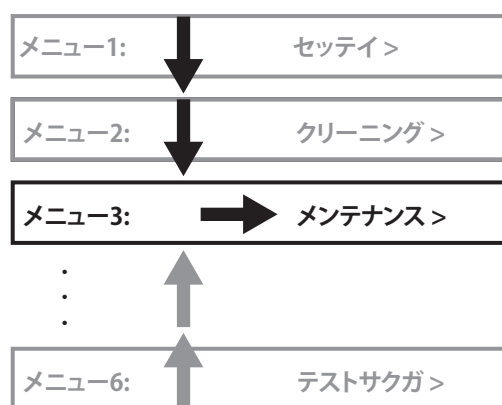 メニュー1: セッテイ >
メニュー2: クリーニング >
メニュー3: メンテナンス >
.
.
.
メニュー6: テストサクガ >